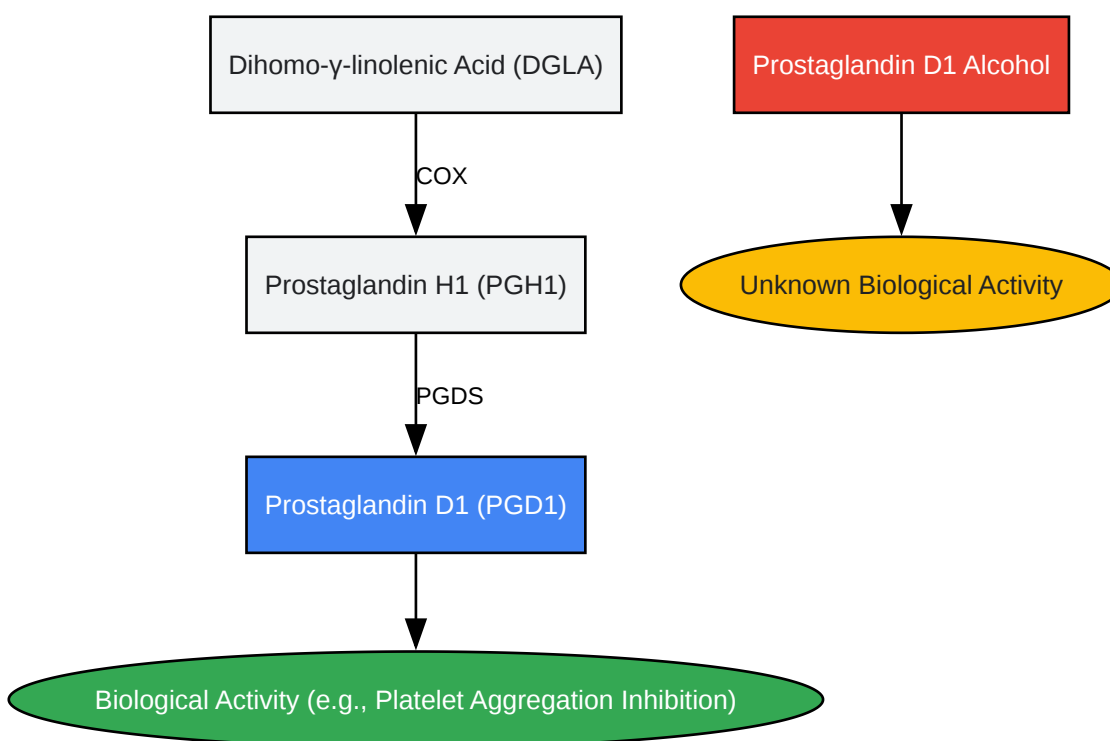 Dihomo-γ-linolenic Acid (DGLA)
Prostaglandin D1 Alcohol
COX
Prostaglandin H1 (PGH1)
Unknown Biological Activity
PGDS
Prostaglandin D1 (PGD1)
Biological Activity (e.g., Platelet Aggregation Inhibition)